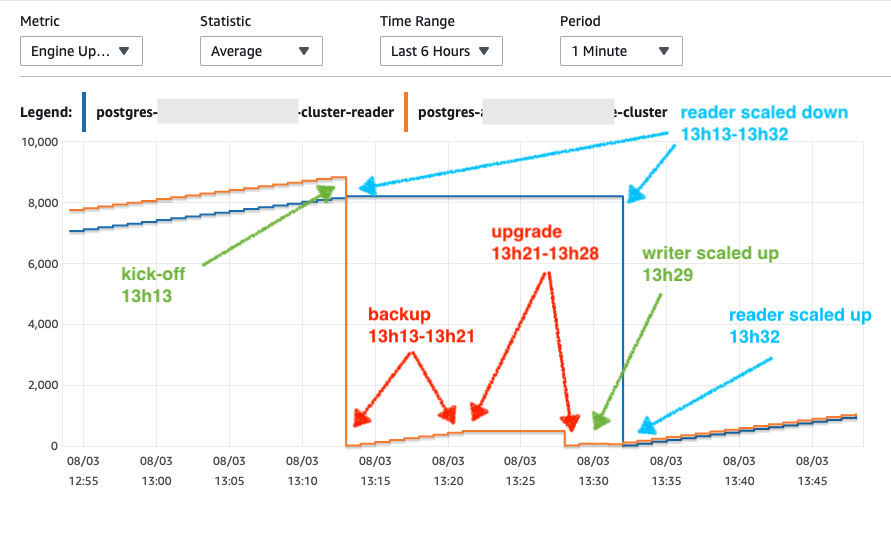 Metric
Statistic
Time Range
Period
Engine Up...
Average
Last 6 Hours
1 Minute
Legend:
postgres-
-cluster-reader
postgres-
-cluster
reader scaled down
13h13-13h32
10,000
8,000
6,000
4,000
2,000
0
kick-off
13h13
backup
13h13-13h21
upgrade
13h21-13h28
writer scaled up
13h29
reader scaled up
13h32
08/03
12:55
08/03
13:00
08/03
13:05
08/03
13:10
08/03
13:15
08/03
13:20
08/03
13:25
08/03
13:30
08/03
13:35
08/03
13:40
08/03
13:45